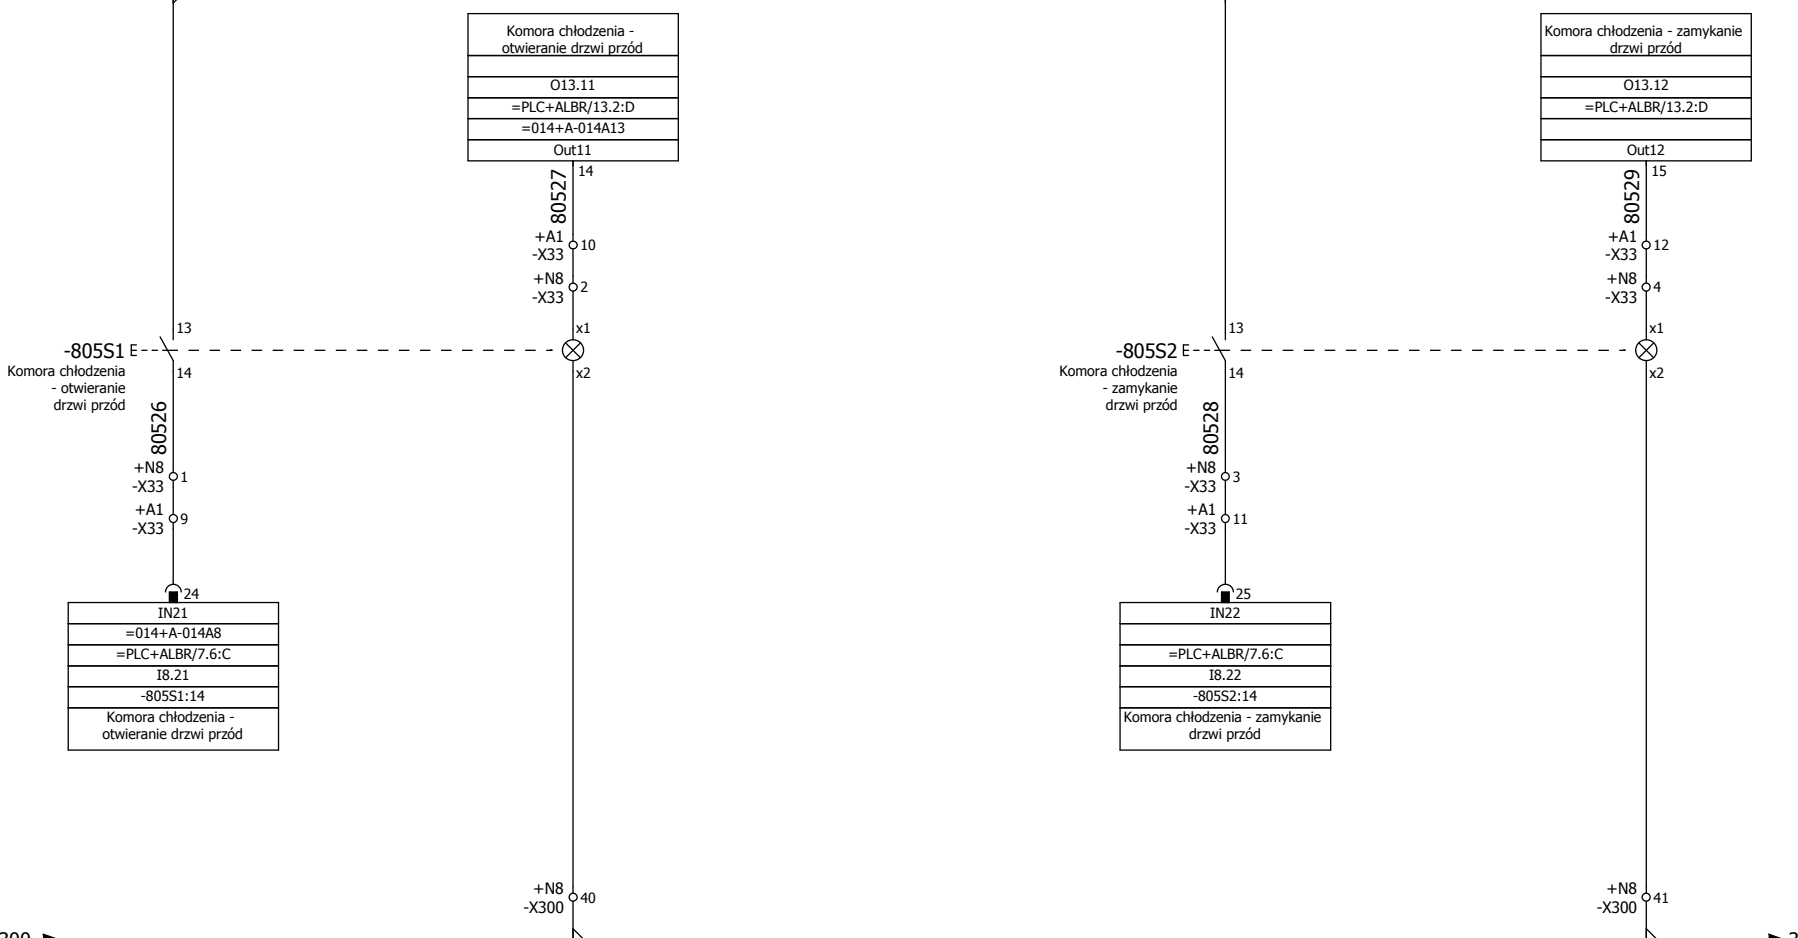 Komora chłodzenia -
otwieranie drzwi przód
O13.11
=PLC+ALBR/13.2:D
=014+A-014A13
Out11
14
80527
+A1
-X33
10
+N8
-X33
2
x1
x2
+N8
-X300
40
-805S1
Komora chłodzenia
- otwieranie
drzwi przód
13
14
80526
+N8
-X33
1
+A1
-X33
9
24
IN21
=014+A-014A8
=PLC+ALBR/7.6:C
I8.21
-805S1:14
Komora chłodzenia -
otwieranie drzwi przód
Komora chłodzenia - zamykanie
drzwi przód
O13.12
=PLC+ALBR/13.2:D
Out12
15
80529
+A1
-X33
12
+N8
-X33
4
x1
x2
+N8
-X300
41
-805S2
Komora chłodzenia
- zamykanie
drzwi przód
13
14
80528
+N8
-X33
3
+A1
-X33
11
25
IN22
=PLC+ALBR/7.6:C
I8.22
-805S2:14
Komora chłodzenia - zamykanie
drzwi przód